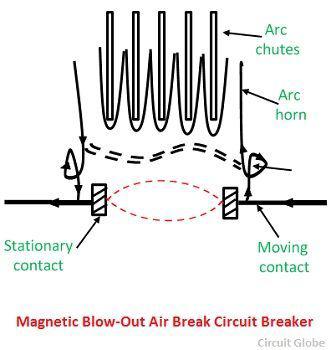 Arc
chutes
Arc
horn
Stationary
contact
Moving
contact
Magnetic Blow-Out Air Break Circuit Breaker
Circuit Globe